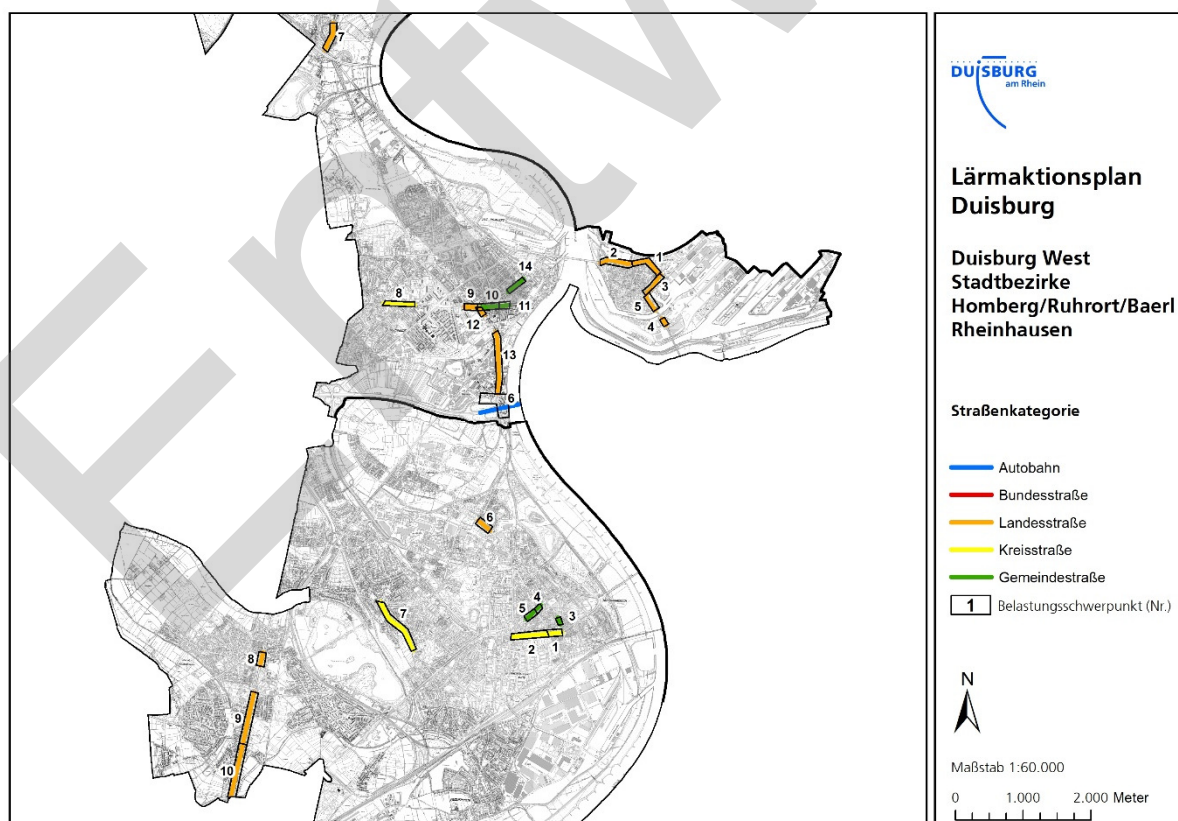 Entw
7
2
1
3
5
4
14
8
9
10
11
12
13
6
6
7
5
4
3
2
1
8
9
10
DUISBURG
am Rhein
Lärmaktionsplan
Duisburg
Duisburg West
Stadtbezirke
Homberg/Ruhrort/Baerl
Rheinhausen
Straßenkategorie
Autobahn
Bundesstraße
Landesstraße
Kreisstraße
Gemeindestraße
1 Belastungsschwerpunkt (Nr.)
N
Maßstab 1:60.000
0 1.000 2.000 Meter